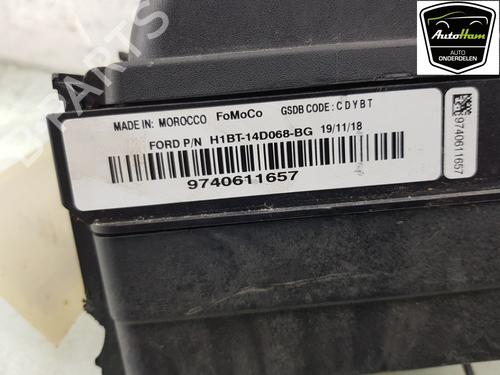 AutoHam
AUTO
ONDERDELEN
MADE IN: MOROCCO FoMoCo GSDB CODE: CDYBT
FORD P/N H1BT-14D068-BG 19/11/18
9740611657
9740611657
PARTS